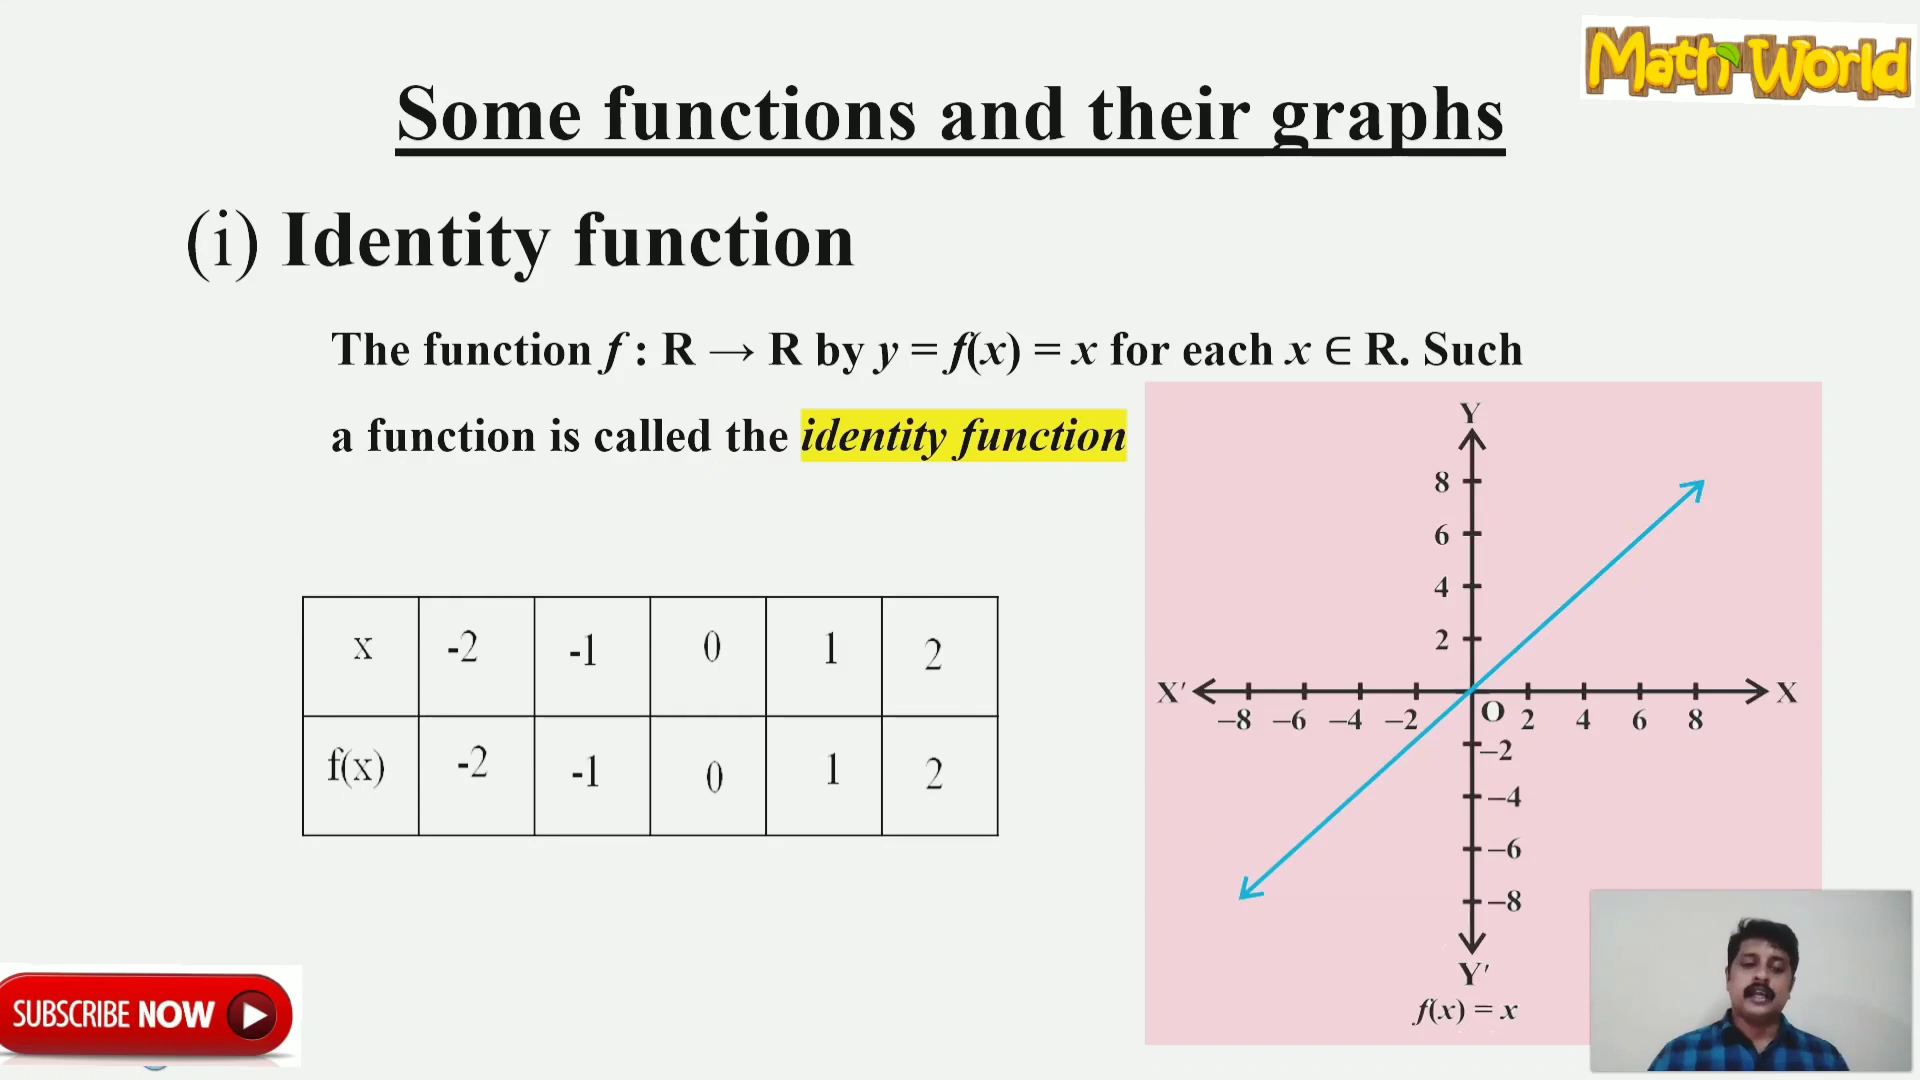 Math World
Some functions and their graphs
(i) Identity function
The function f : R → R by y = f(x) = x for each x ∈ R. Such
a function is called the identity function
x -2 -1 0 1 2
f(x) -2 -1 0 1 2
Y
8
6
4
2
X′ X
–8 –6 –4 –2 O 2 4 6 8
–2
–4
–6
–8
Y′
f(x) = x
SUBSCRIBE NOW